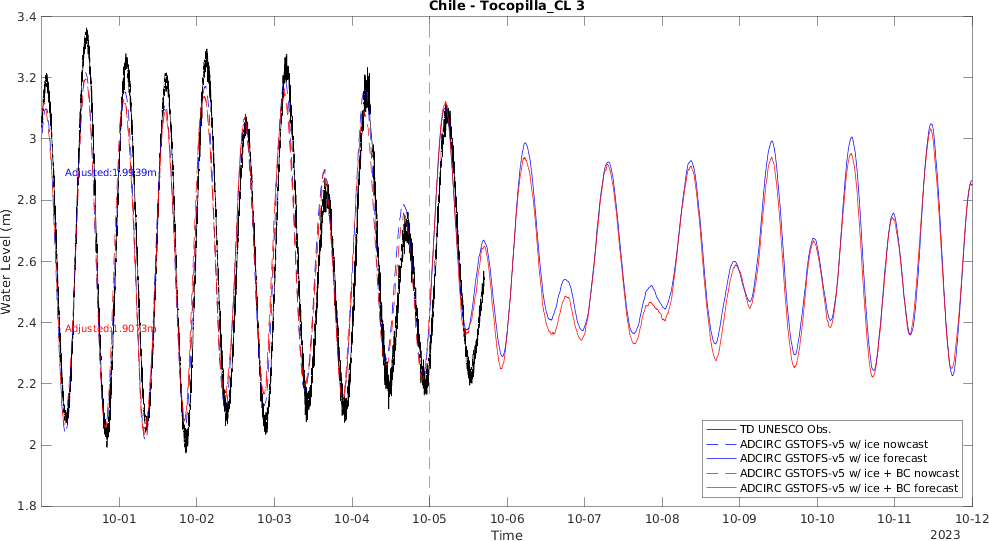 Chile - Tocopilla_CL 3
3.4
3.2
3
2.8
2.6
2.4
2.2
2
1.8
Water Level (m)
Adjusted:1.9939m
Adjusted:1.9073m
TD UNESCO Obs.
ADCIRC GSTOFS-v5 w/ ice nowcast
ADCIRC GSTOFS-v5 w/ ice forecast
ADCIRC GSTOFS-v5 w/ ice + BC nowcast
ADCIRC GSTOFS-v5 w/ ice + BC forecast
10-01 10-02 10-03 10-04 10-05 10-06 10-07 10-08 10-09 10-10 10-11 10-12
Time
2023